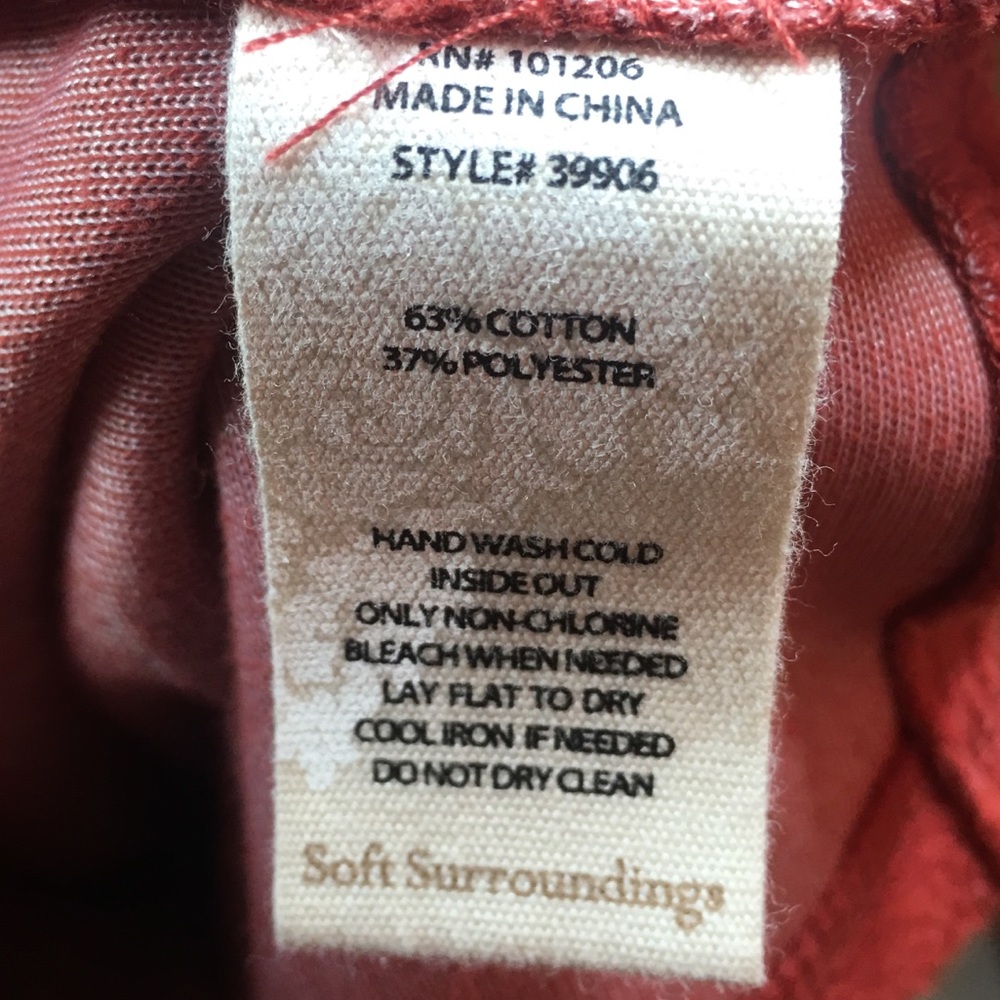 RN# 101206
MADE IN CHINA
STYLE# 39906
63% COTTON
37% POLYESTER
HAND WASH COLD
INSIDE OUT
ONLY NON-CHLORINE
BLEACH WHEN NEEDED
LAY FLAT TO DRY
COOL IRON IF NEEDED
DO NOT DRY CLEAN
Soft Surroundings